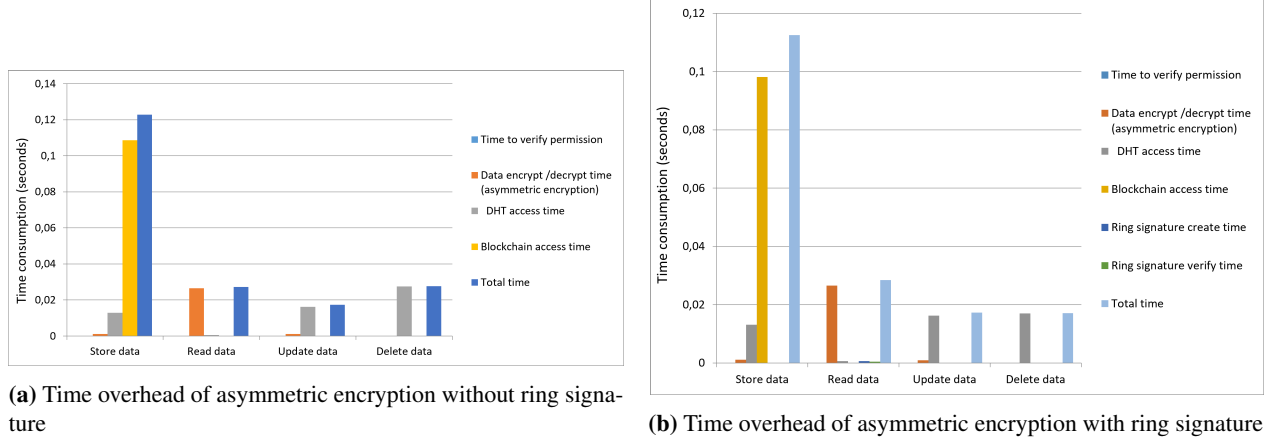 0,14
0,12
0,1
0,08
0,06
0,04
0,02
0
Time consumption (seconds)
Store data
Read data
Update data
Delete data
Time to verify permission
Data encrypt /decrypt time
(asymmetric encryption)
DHT access time
Blockchain access time
Total time
(a) Time overhead of asymmetric encryption without ring signa-
ture
0,12
0,1
0,08
0,06
0,04
0,02
0
Time consumption (seconds)
Store data
Read data
Update data
Delete data
Time to verify permission
Data encrypt /decrypt time
(asymmetric encryption)
DHT access time
Blockchain access time
Ring signature create time
Ring signature verify time
Total time
(b) Time overhead of asymmetric encryption with ring signature